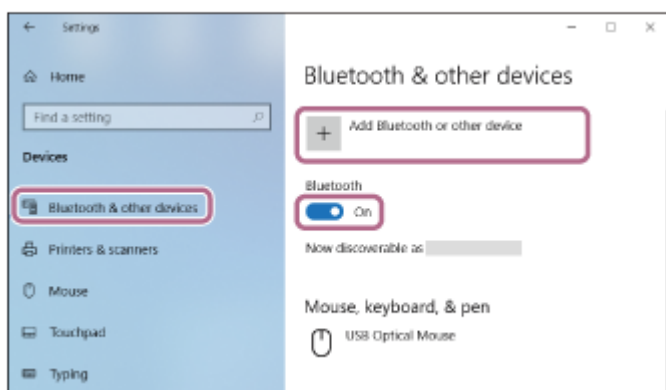 Settings
Home
Find a setting
Devices
Bluetooth & other devices
Printers & scanners
Mouse
Touchpad
Typing
Bluetooth & other devices
Add Bluetooth or other device
Bluetooth
On
Now discoverable as
Mouse, keyboard, & pen
USB Optical Mouse